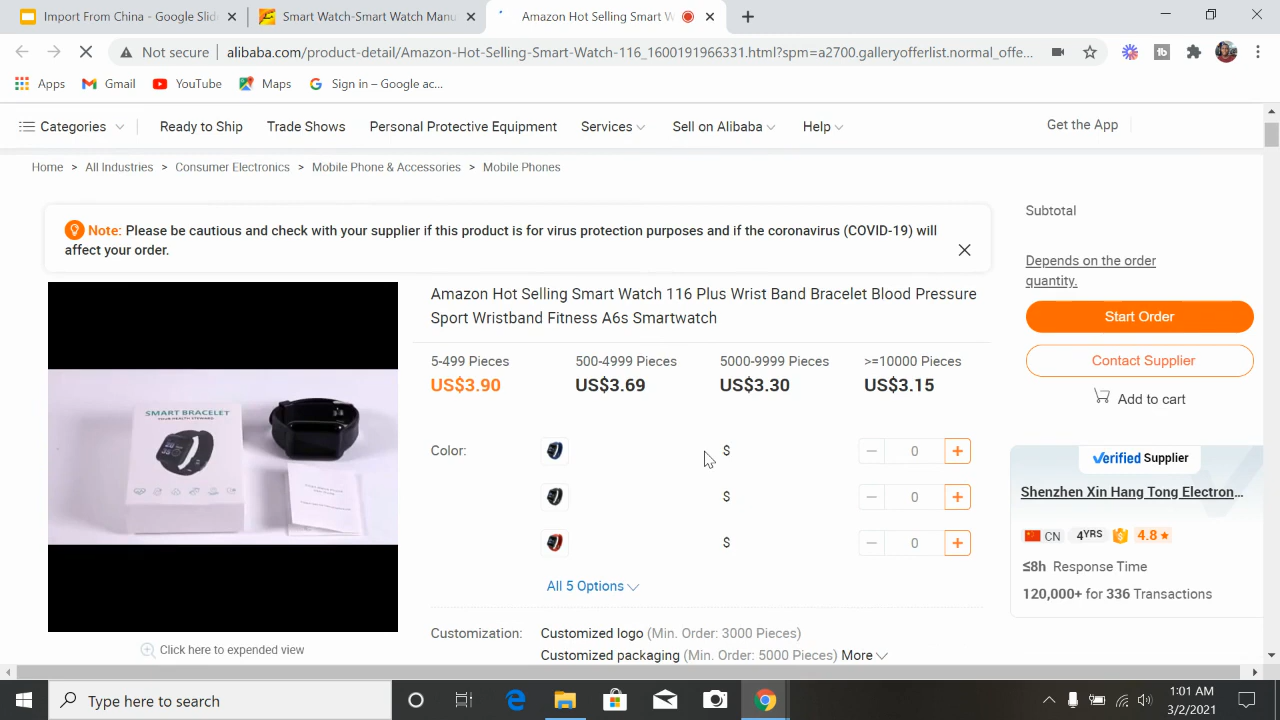 Import From China - Google Slid
Smart Watch-Smart Watch Manu
Amazon Hot Selling Smart W
Not secure
alibaba.com/product-detail/Amazon-Hot-Selling-Smart-Watch-116_1600191966331.html?spm=a2700.galleryofferlist.normal_offe...
Apps
Gmail
YouTube
Maps
Sign in – Google ac...
Categories
Ready to Ship
Trade Shows
Personal Protective Equipment
Services
Sell on Alibaba
Help
Get the App
Home > All Industries > Consumer Electronics > Mobile Phone & Accessories > Mobile Phones
Note: Please be cautious and check with your supplier if this product is for virus protection purposes and if the coronavirus (COVID-19) will
affect your order.
SMART BRACELET
Click here to expended view
Amazon Hot Selling Smart Watch 116 Plus Wrist Band Bracelet Blood Pressure
Sport Wristband Fitness A6s Smartwatch
5-499 Pieces
US$3.90
500-4999 Pieces
US$3.69
5000-9999 Pieces
US$3.30
>=10000 Pieces
US$3.15
Color:
$ − 0 +
$ − 0 +
$ − 0 +
All 5 Options
Customization: Customized logo (Min. Order: 3000 Pieces)
Customized packaging (Min. Order: 5000 Pieces) More
Subtotal
Depends on the order
quantity.
Start Order
Contact Supplier
Add to cart
Verified Supplier
Shenzhen Xin Hang Tong Electron...
CN 4YRS 4.8
≤8h Response Time
120,000+ for 336 Transactions
Type here to search
1:01 AM
3/2/2021